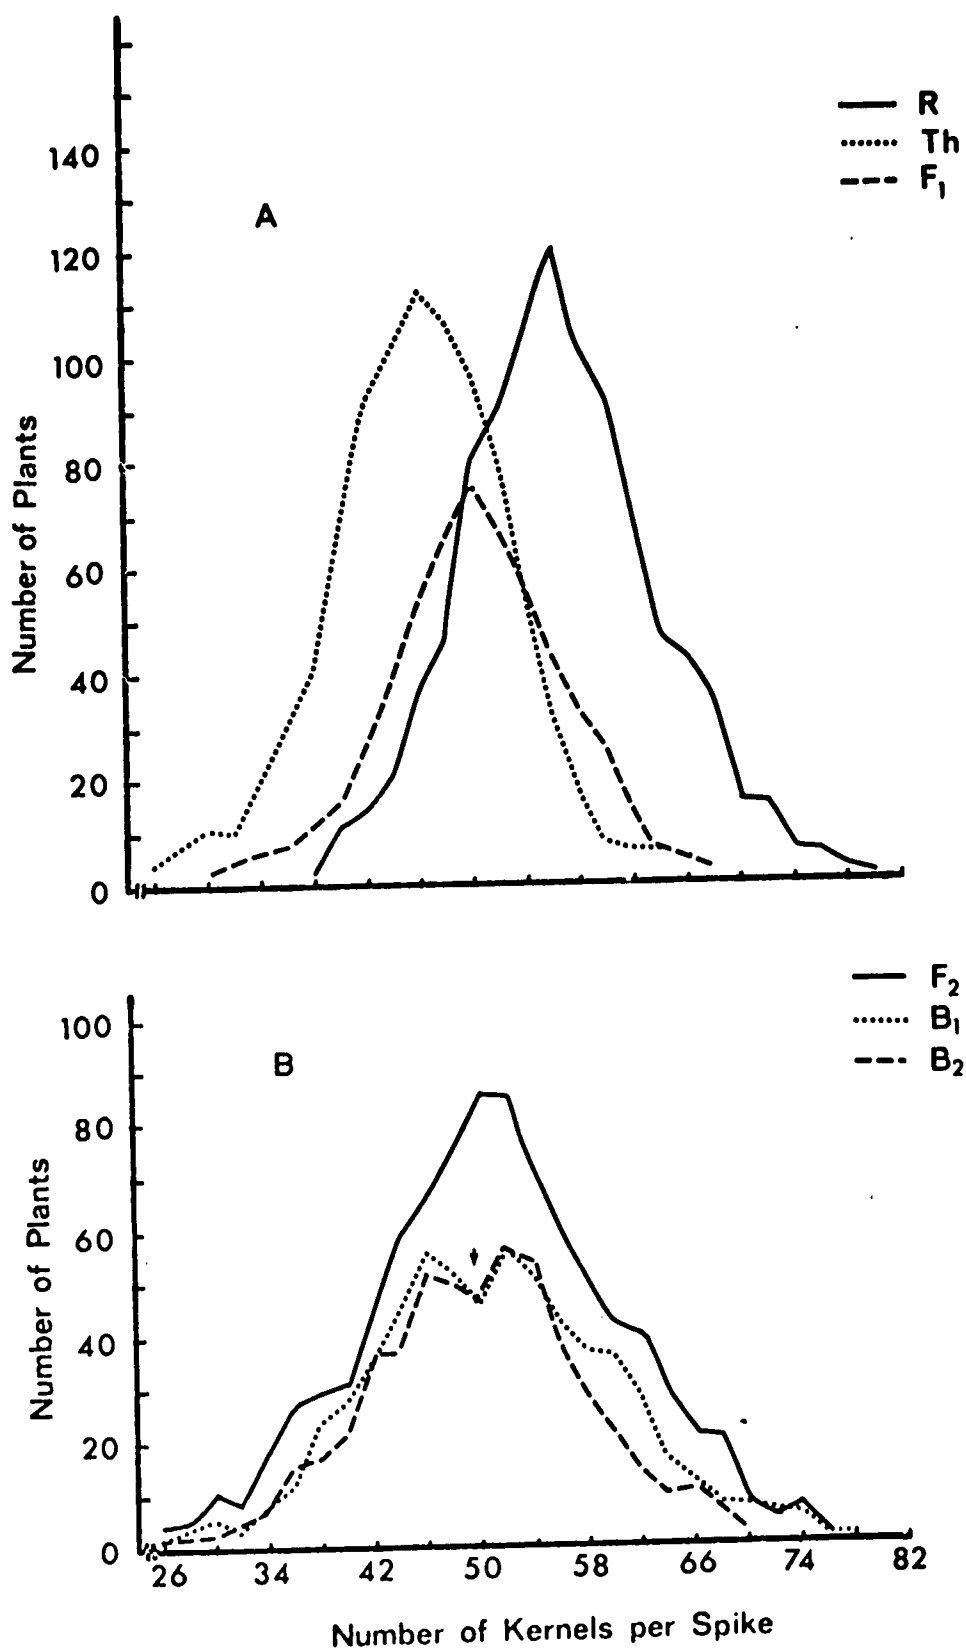 R
Th
F₁
A
140
120
100
80
60
40
20
0
Number of Plants
F₂
B₁
B₂
B
100
80
60
40
20
0
Number of Plants
26 34 42 50 58 66 74 82
Number of Kernels per Spike